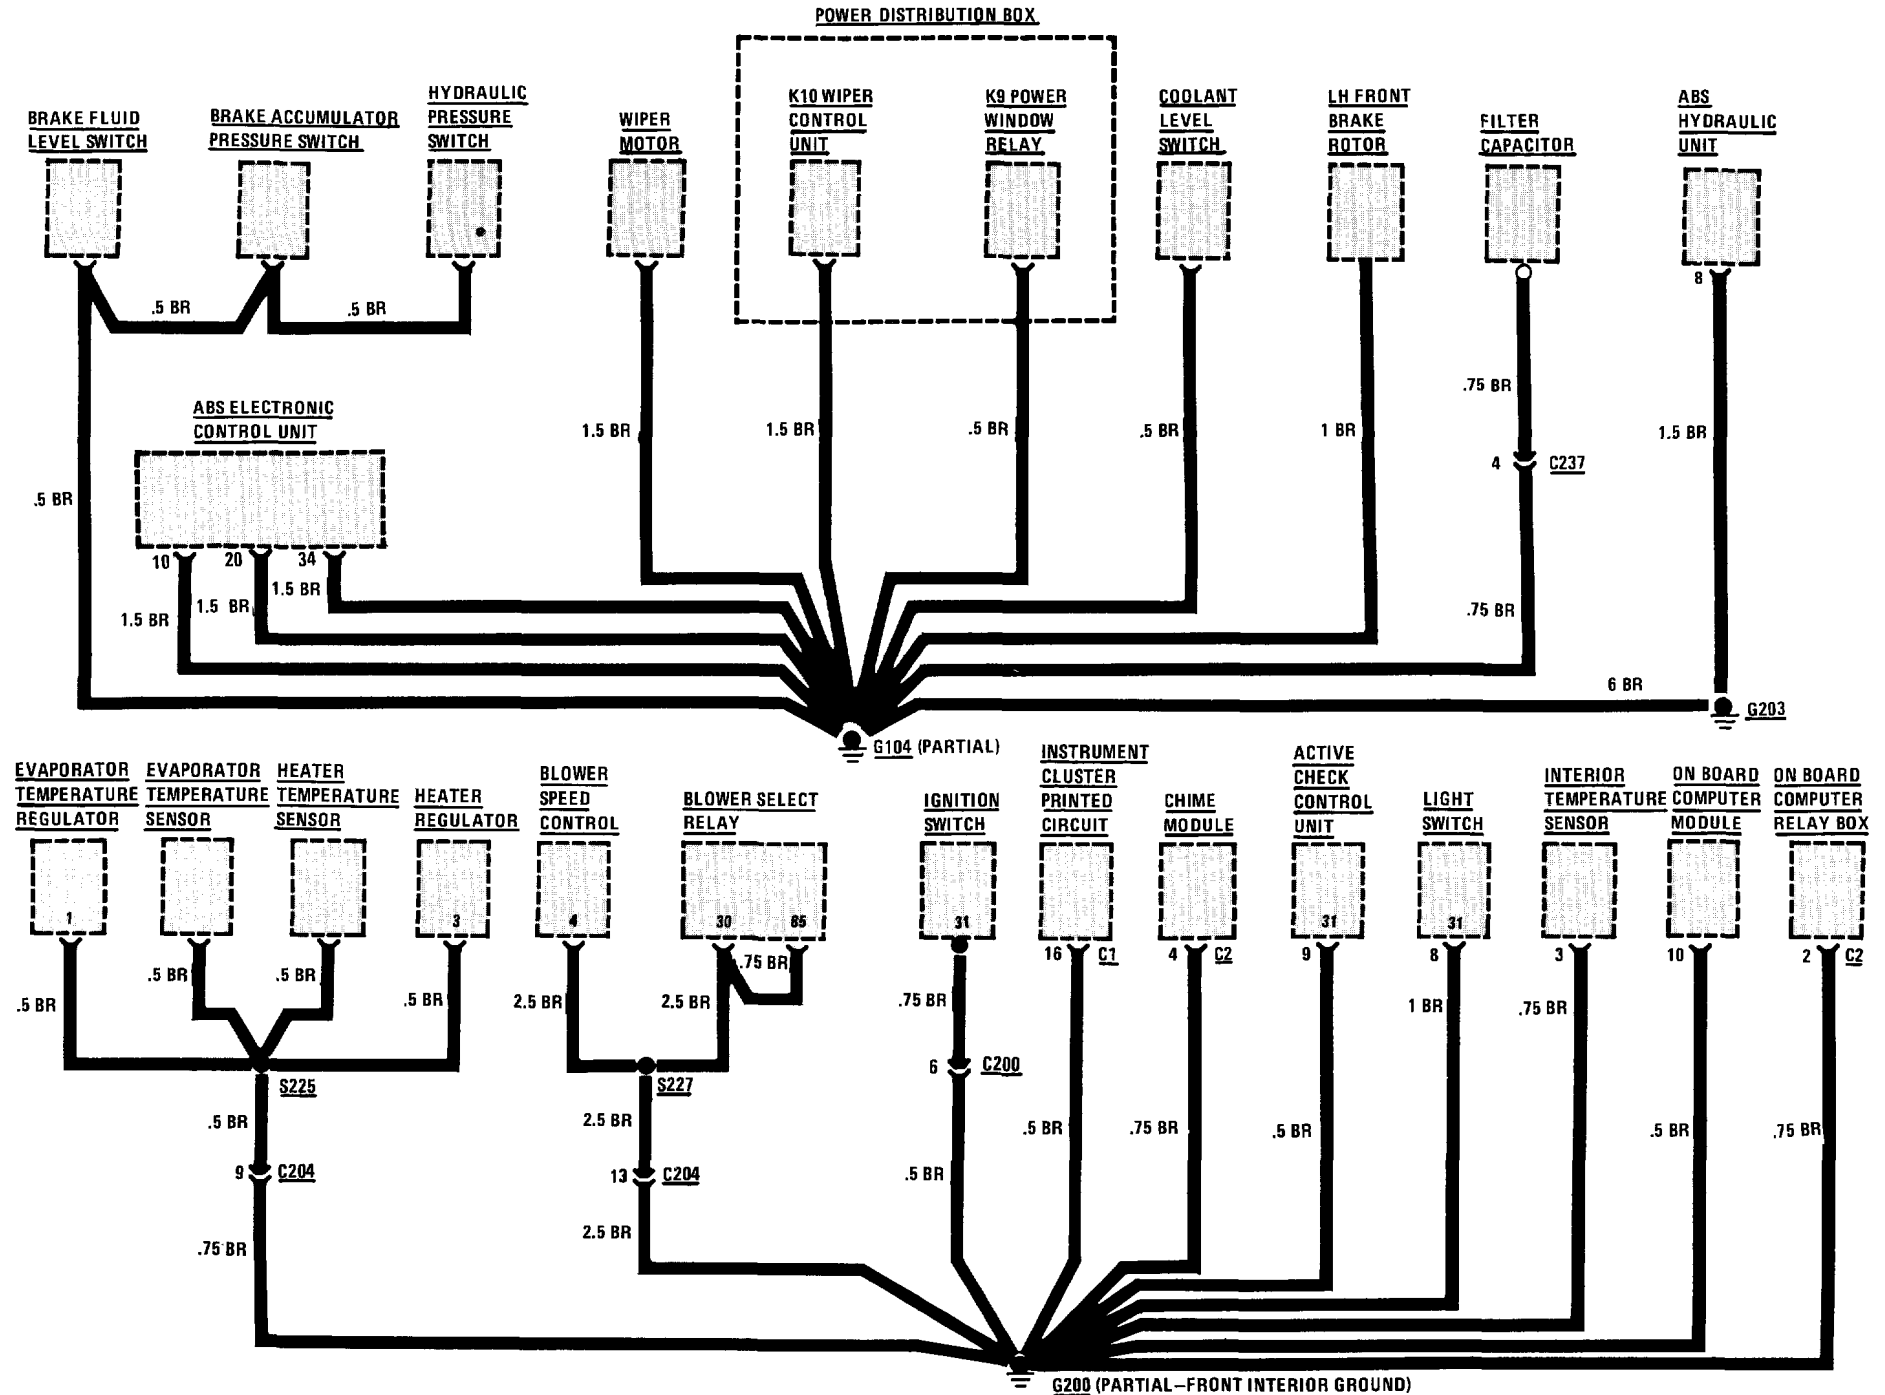 POWER DISTRIBUTION BOX
BRAKE FLUID
LEVEL SWITCH
BRAKE ACCUMULATOR
PRESSURE SWITCH
HYDRAULIC
PRESSURE
SWITCH
WIPER
MOTOR
K10 WIPER
CONTROL
UNIT
K9 POWER
WINDOW
RELAY
COOLANT
LEVEL
SWITCH
LH FRONT
BRAKE
ROTOR
FILTER
CAPACITOR
ABS
HYDRAULIC
UNIT
8
.5 BR
.5 BR
.75 BR
ABS ELECTRONIC
CONTROL UNIT
1.5 BR
1.5 BR
.5 BR
.5 BR
1 BR
1.5 BR
4
C237
.5 BR
10
20
34
1.5 BR
1.5 BR
1.5 BR
.75 BR
6 BR
G203
G104 (PARTIAL)
EVAPORATOR
TEMPERATURE
REGULATOR
EVAPORATOR
TEMPERATURE
SENSOR
HEATER
TEMPERATURE
SENSOR
HEATER
REGULATOR
BLOWER
SPEED
CONTROL
BLOWER SELECT
RELAY
IGNITION
SWITCH
INSTRUMENT
CLUSTER
PRINTED
CIRCUIT
CHIME
MODULE
ACTIVE
CHECK
CONTROL
UNIT
LIGHT
SWITCH
INTERIOR
TEMPERATURE
SENSOR
ON BOARD
COMPUTER
MODULE
ON BOARD
COMPUTER
RELAY BOX
1
3
4
30
85
31
31
31
16
C1
4
C2
9
8
3
10
2
C2
.5 BR
.5 BR
.5 BR
.5 BR
2.5 BR
2.5 BR
.75 BR
.75 BR
1 BR
.75 BR
6
C200
S225
S227
.5 BR
2.5 BR
.5 BR
.75 BR
.5 BR
.5 BR
.75 BR
9
C204
13
C204
.5 BR
.75 BR
2.5 BR
G200 (PARTIAL–FRONT INTERIOR GROUND)